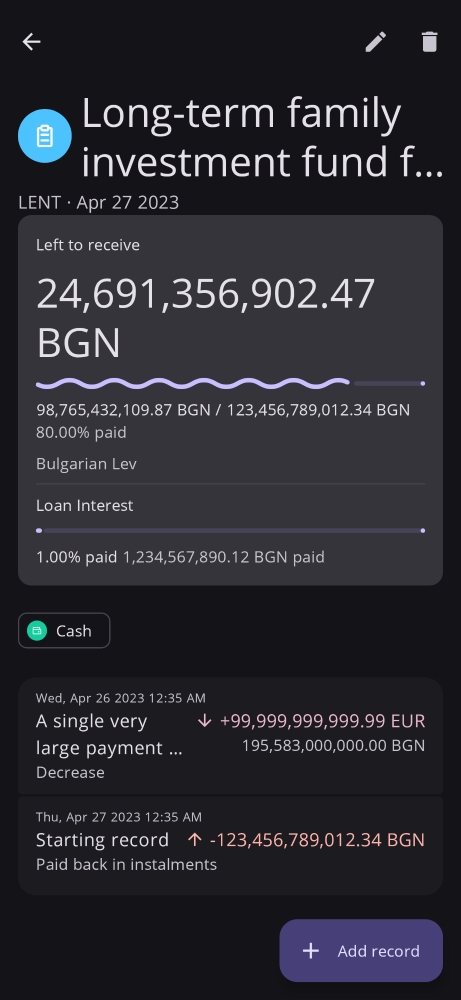 Long-term family
investment fund f...
LENT · Apr 27 2023
Left to receive
24,691,356,902.47
BGN
98,765,432,109.87 BGN / 123,456,789,012.34 BGN
80.00% paid
Bulgarian Lev
Loan Interest
1.00% paid 1,234,567,890.12 BGN paid
Cash
Wed, Apr 26 2023 12:35 AM
A single very
large payment ...
+99,999,999,999.99 EUR
195,583,000,000.00 BGN
Decrease
Thu, Apr 27 2023 12:35 AM
Starting record
-123,456,789,012.34 BGN
Paid back in instalments
Add record